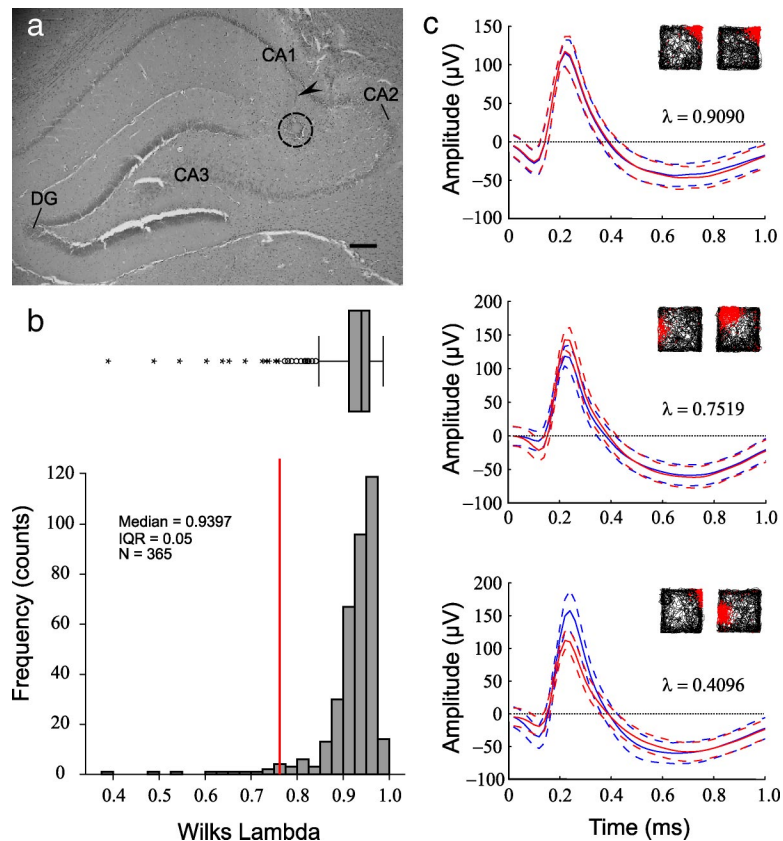 a
CA1
CA2
CA3
DG
b
120
100
80
60
40
20
0
Frequency (counts)
Median = 0.9397
IQR = 0.05
N = 365
0.4 0.5 0.6 0.7 0.8 0.9 1.0
Wilks Lambda
c
150
100
50
0
−50
−100
Amplitude (µV)
λ = 0.9090
0 0.2 0.4 0.6 0.8 1.0
200
150
100
50
0
−50
−100
Amplitude (µV)
λ = 0.7519
0 0.2 0.4 0.6 0.8 1.0
200
150
100
50
0
−50
−100
Amplitude (µV)
λ = 0.4096
0 0.2 0.4 0.6 0.8 1.0
Time (ms)